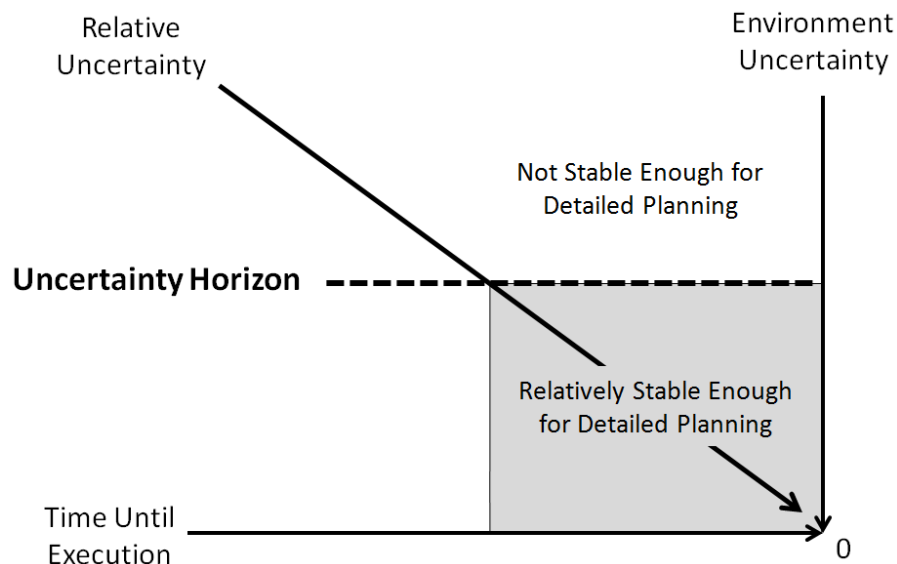 Relative
Uncertainty
Environment
Uncertainty
Not Stable Enough for
Detailed Planning
Uncertainty Horizon
Relatively Stable Enough
for Detailed Planning
Time Until
Execution
0